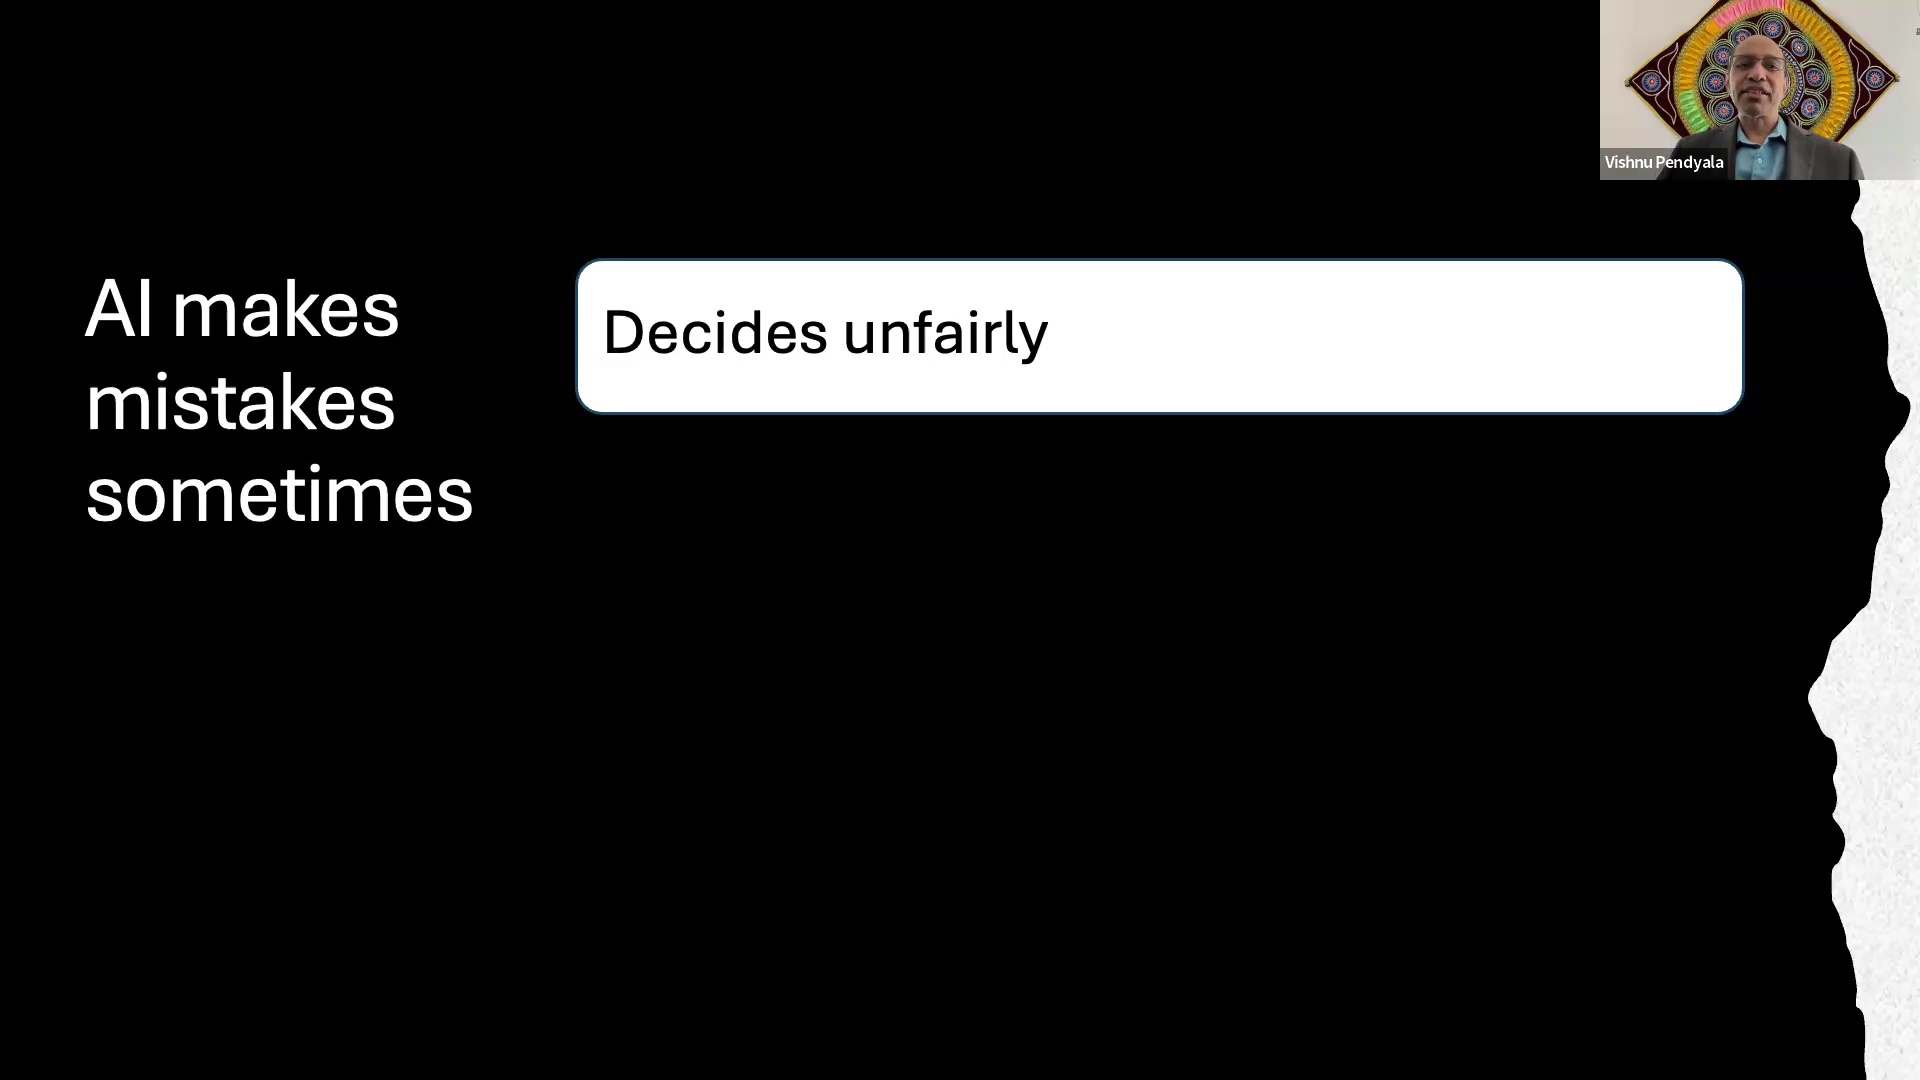 Vishnu Pendyala
AI makes
mistakes
sometimes
Decides unfairly